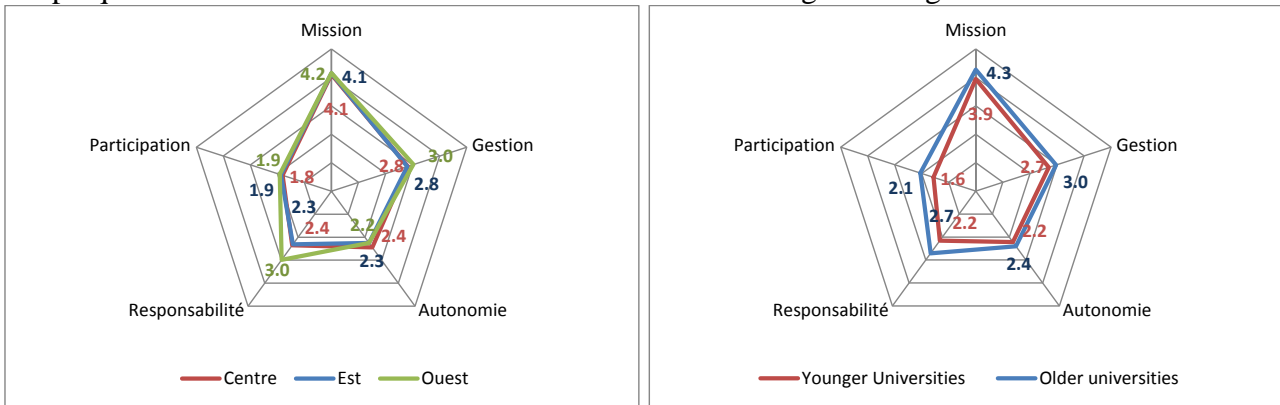 Mission
4.2
4.1
4.1
Participation
Gestion
1.9
1.8
2.8
3.0
1.9
2.8
2.3
2.4
2.2
2.4
3.0
2.3
Responsabilité
Autonomie
Centre
Est
Ouest
Mission
4.3
3.9
Participation
Gestion
2.7
1.6
2.1
3.0
2.7
2.2
2.2
2.4
Responsabilité
Autonomie
Younger Universities
Older universities